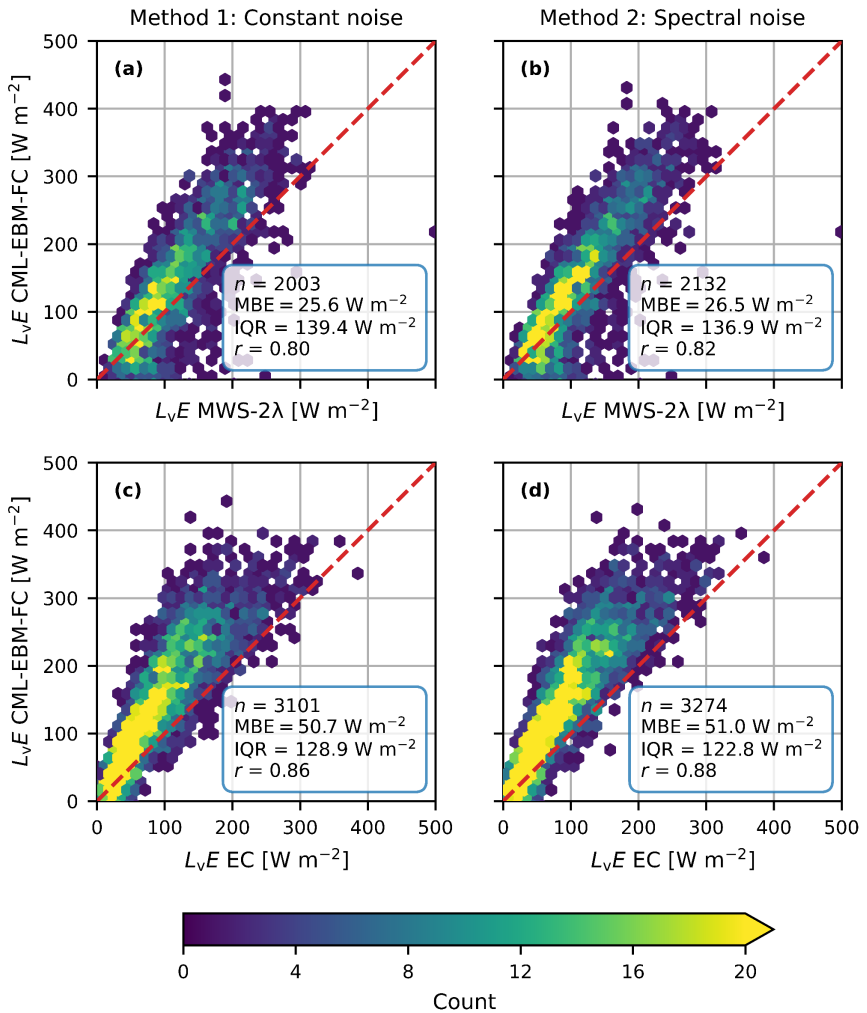 Method 1: Constant noise
Method 2: Spectral noise
500
400
300
200
100
0
LᵥE CML-EBM-FC [W m⁻²]
(a)
n = 2003
MBE = 25.6 W m⁻²
IQR = 139.4 W m⁻²
r = 0.80
LᵥE MWS-2λ [W m⁻²]
(b)
n = 2132
MBE = 26.5 W m⁻²
IQR = 136.9 W m⁻²
r = 0.82
LᵥE MWS-2λ [W m⁻²]
500
400
300
200
100
0
LᵥE CML-EBM-FC [W m⁻²]
(c)
n = 3101
MBE = 50.7 W m⁻²
IQR = 128.9 W m⁻²
r = 0.86
0 100 200 300 400 500
LᵥE EC [W m⁻²]
(d)
n = 3274
MBE = 51.0 W m⁻²
IQR = 122.8 W m⁻²
r = 0.88
0 100 200 300 400 500
LᵥE EC [W m⁻²]
0 4 8 12 16 20
Count